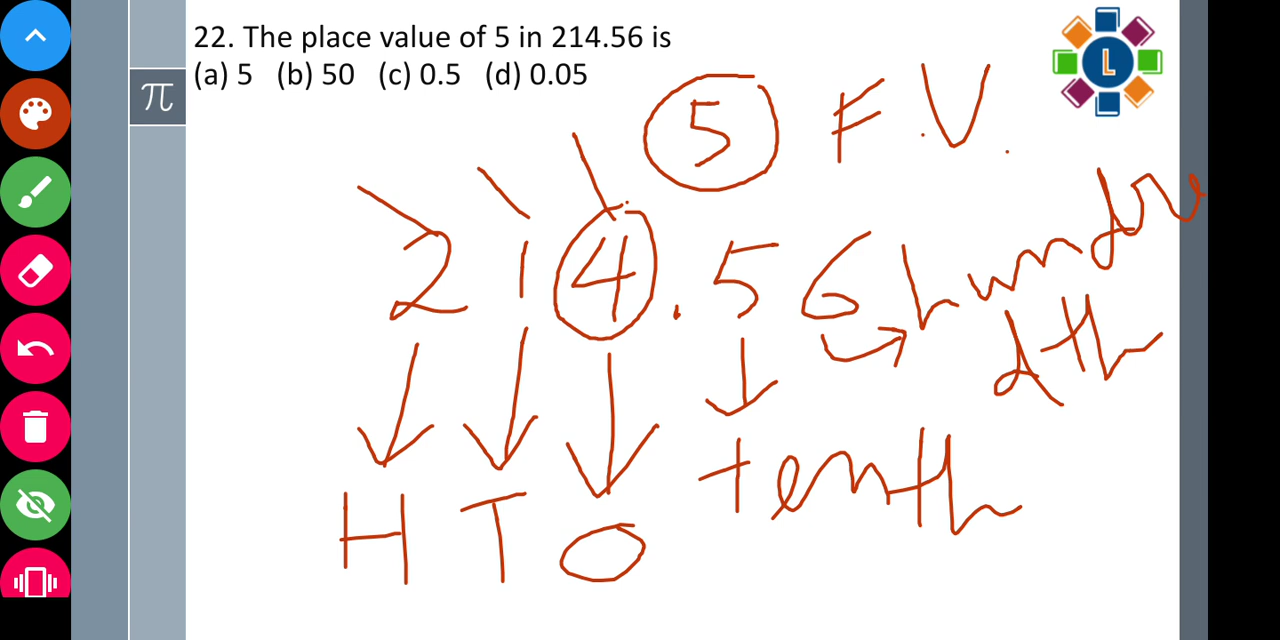 22. The place value of 5 in 214.56 is
(a) 5 (b) 50 (c) 0.5 (d) 0.05
π
L
5 F.V.
214.56 hundredth
H T O tenth